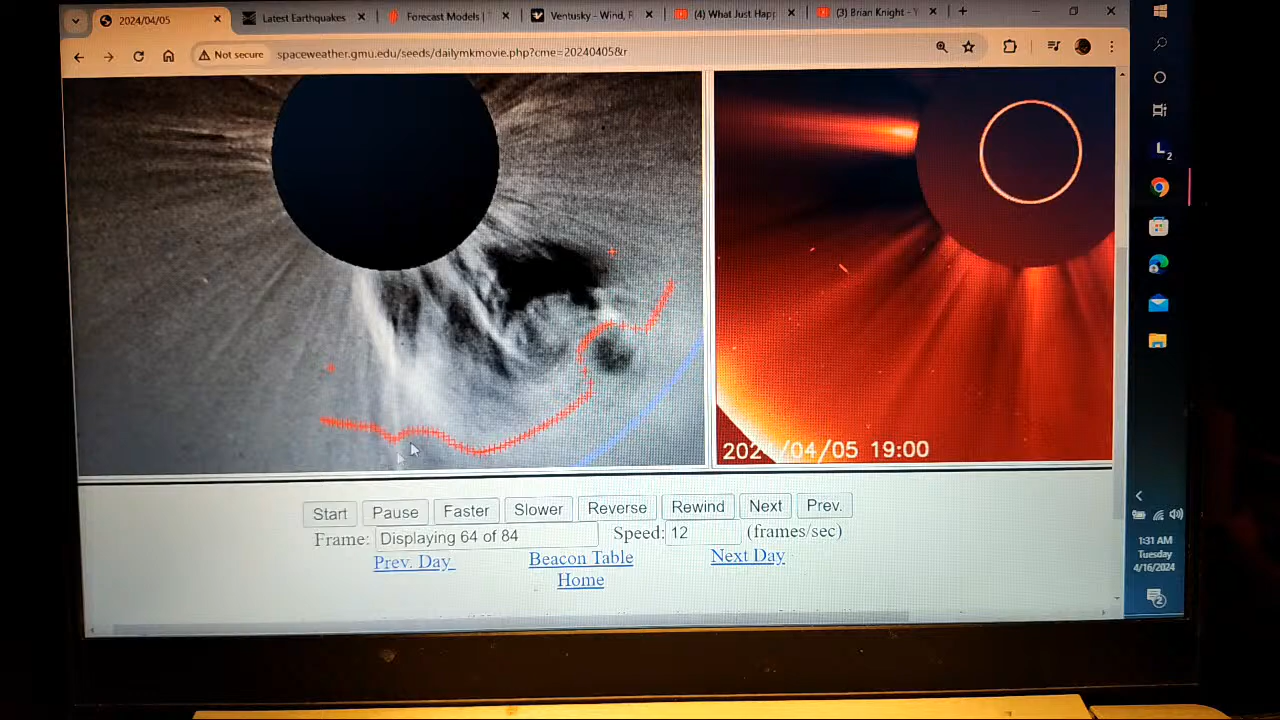 2024/04/05
Latest Earthquakes
Forecast Models | T
Ventusky - Wind, R
(4) What Just Happ
(3) Brian Knight - Y
Not secure
spaceweather.gmu.edu/seeds/dailymkmovie.php?cme=20240405&r
L2
2024/04/05 19:00
Start
Pause
Faster
Slower
Reverse
Rewind
Next
Prev.
Frame: Displaying 64 of 84
Speed: 12 (frames/sec)
Prev. Day
Beacon Table
Next Day
Home
1:31 AM
Tuesday
4/16/2024
2